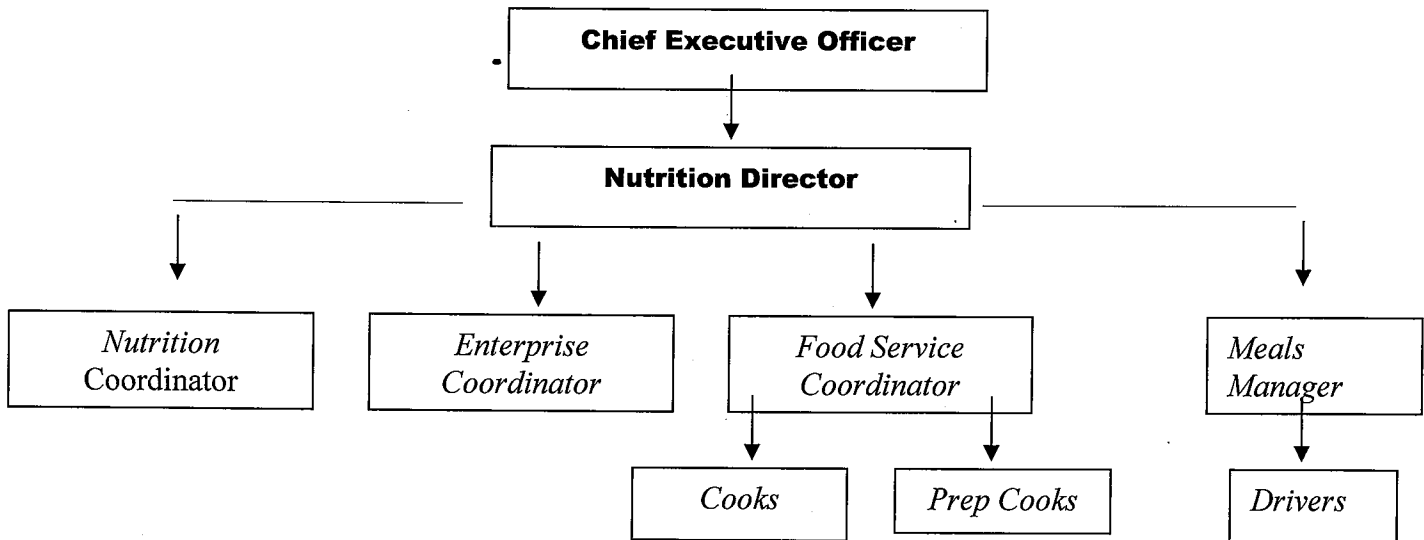 Chief Executive Officer
Nutrition Director
Nutrition
Coordinator
Enterprise
Coordinator
Food Service
Coordinator
Meals
Manager
Cooks
Prep Cooks
Drivers